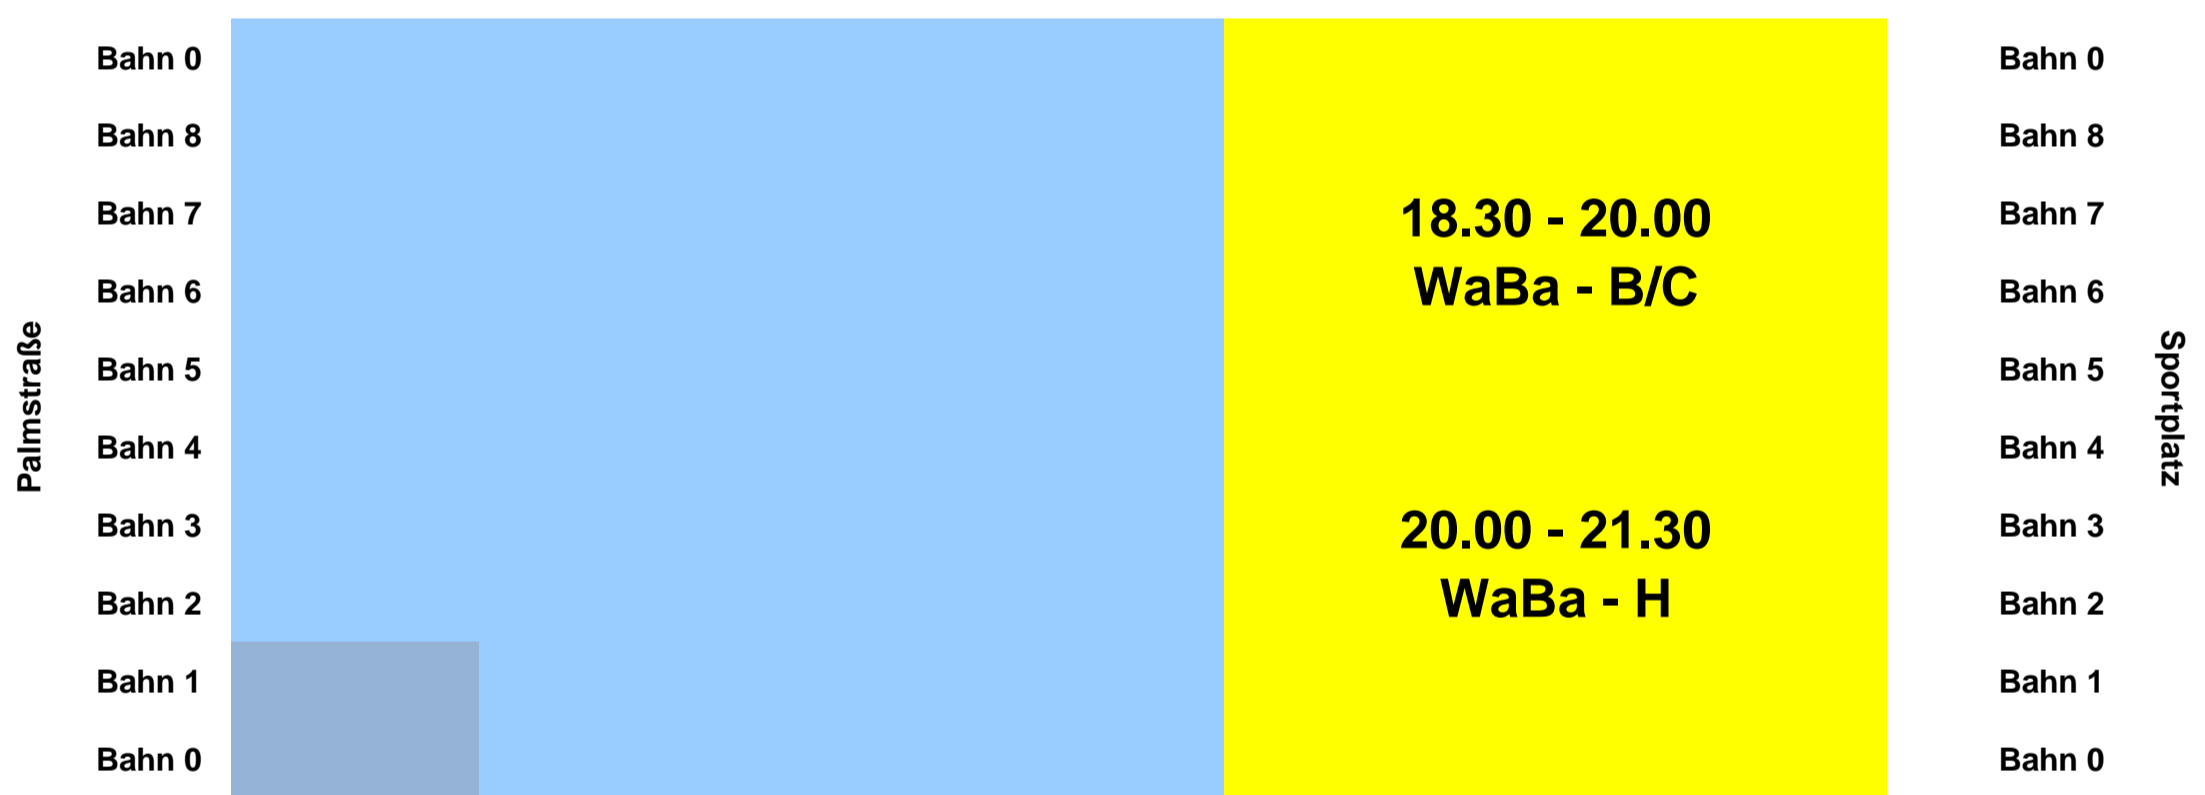 Palmstraße
Bahn 0
Bahn 8
Bahn 7
Bahn 6
Bahn 5
Bahn 4
Bahn 3
Bahn 2
Bahn 1
Bahn 0
18.30 - 20.00
WaBa - B/C
20.00 - 21.30
WaBa - H
Bahn 0
Bahn 8
Bahn 7
Bahn 6
Bahn 5
Bahn 4
Bahn 3
Bahn 2
Bahn 1
Bahn 0
Sportplatz